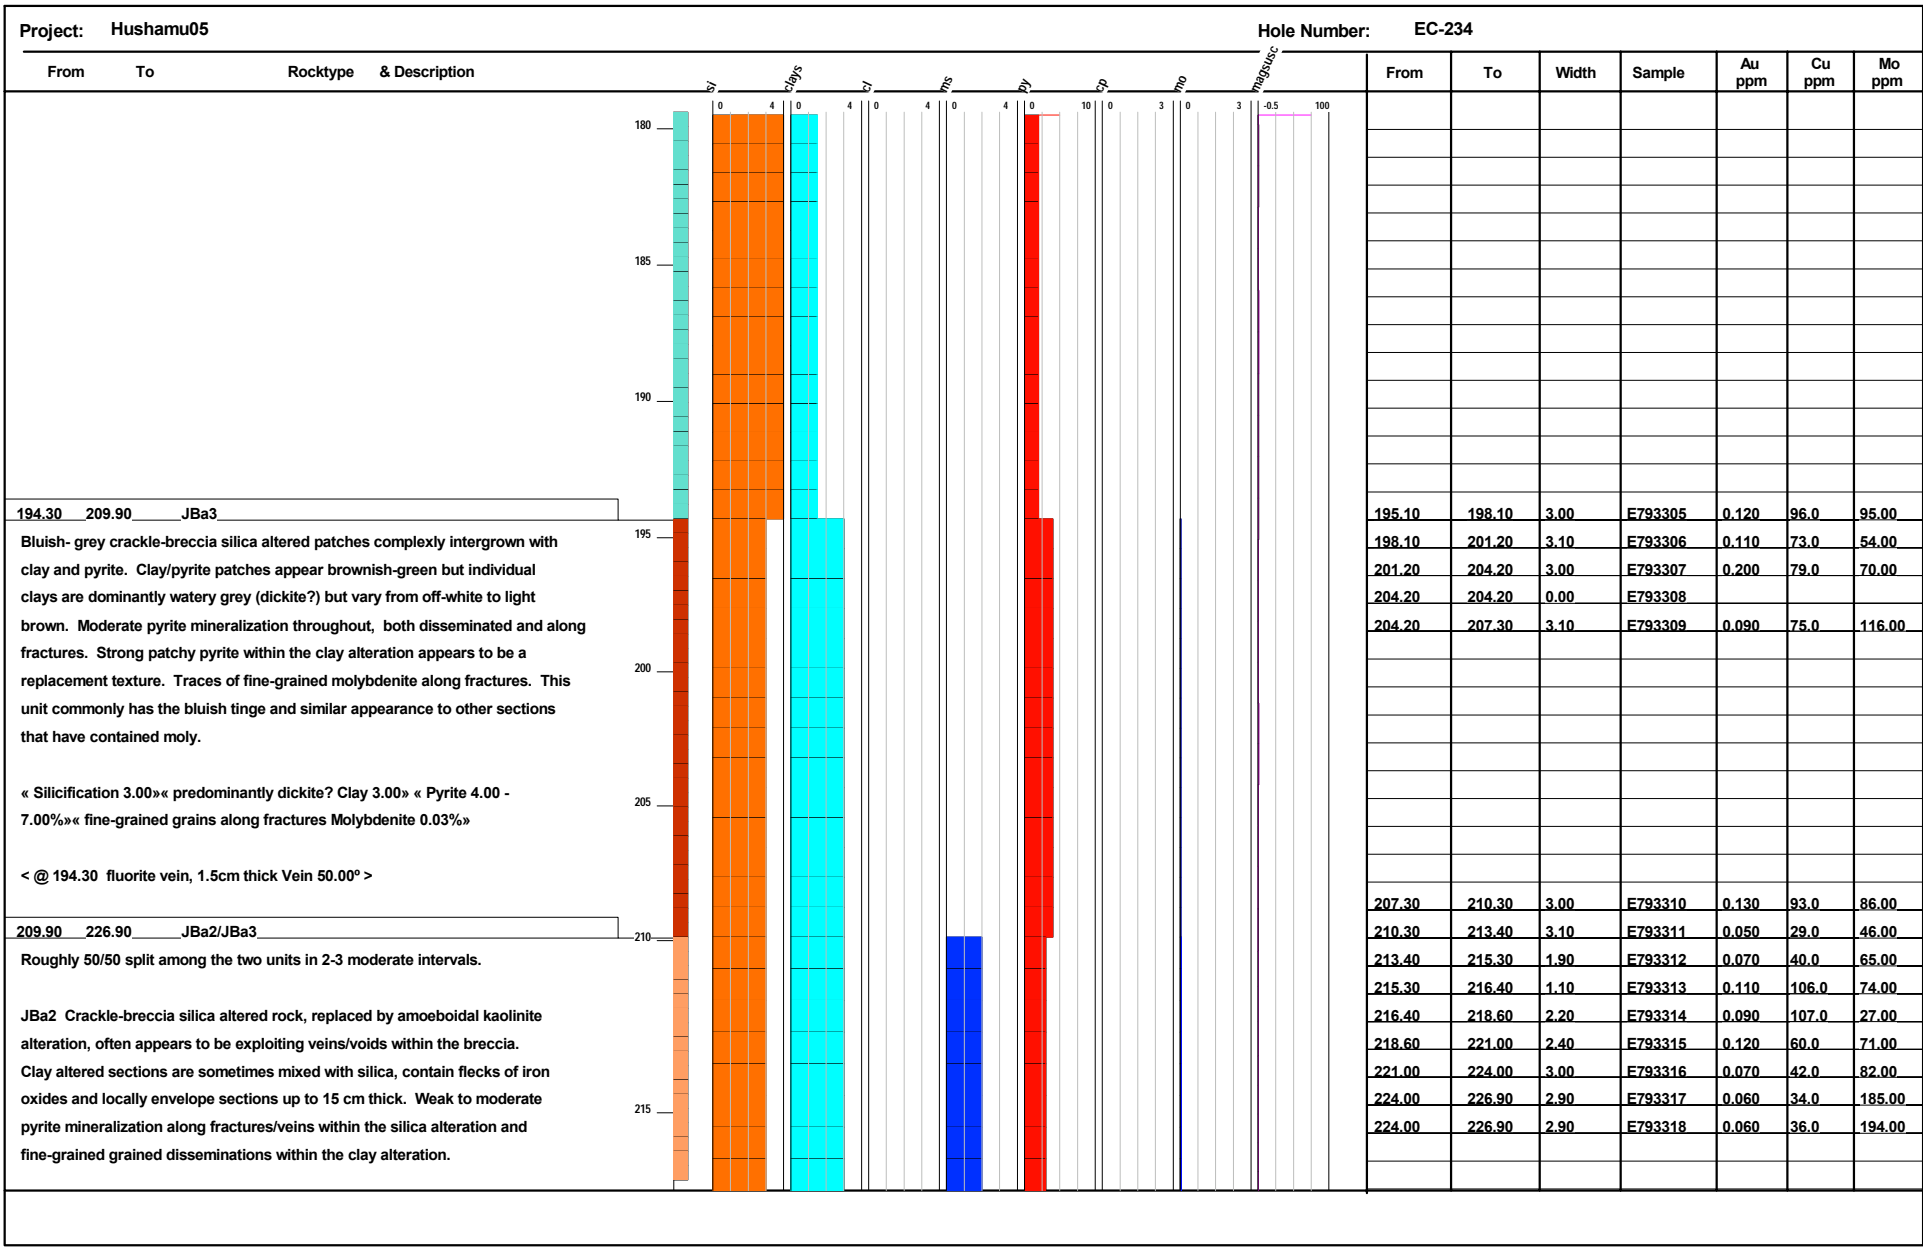 Project: Hushamu05 Hole Number: EC-234
From To Rocktype & Description si clays cl ms py cp mo magsusc From To Width Sample Au ppm Cu ppm Mo ppm
0 4 0 4 0 4 0 4 0 10 0 3 0 3 -0.5 100
180
185
190
194.30 209.90 JBa3
195.10 198.10 3.00 E793305 0.120 96.0 95.00
195
Bluish- grey crackle-breccia silica altered patches complexly intergrown with
198.10 201.20 3.10 E793306 0.110 73.0 54.00
clay and pyrite. Clay/pyrite patches appear brownish-green but individual
201.20 204.20 3.00 E793307 0.200 79.0 70.00
clays are dominantly watery grey (dickite?) but vary from off-white to light
204.20 204.20 0.00 E793308
brown. Moderate pyrite mineralization throughout, both disseminated and along
204.20 207.30 3.10 E793309 0.090 75.0 116.00
fractures. Strong patchy pyrite within the clay alteration appears to be a
200
replacement texture. Traces of fine-grained molybdenite along fractures. This
unit commonly has the bluish tinge and similar appearance to other sections
that have contained moly.
« Silicification 3.00»« predominantly dickite? Clay 3.00» « Pyrite 4.00 -
205
7.00%»« fine-grained grains along fractures Molybdenite 0.03%»
< @ 194.30 fluorite vein, 1.5cm thick Vein 50.00º >
207.30 210.30 3.00 E793310 0.130 93.0 86.00
209.90 226.90 JBa2/JBa3
210
210.30 213.40 3.10 E793311 0.050 29.0 46.00
Roughly 50/50 split among the two units in 2-3 moderate intervals.
213.40 215.30 1.90 E793312 0.070 40.0 65.00
215.30 216.40 1.10 E793313 0.110 106.0 74.00
JBa2 Crackle-breccia silica altered rock, replaced by amoeboidal kaolinite
216.40 218.60 2.20 E793314 0.090 107.0 27.00
alteration, often appears to be exploiting veins/voids within the breccia.
218.60 221.00 2.40 E793315 0.120 60.0 71.00
Clay altered sections are sometimes mixed with silica, contain flecks of iron
221.00 224.00 3.00 E793316 0.070 42.0 82.00
oxides and locally envelope sections up to 15 cm thick. Weak to moderate
224.00 226.90 2.90 E793317 0.060 34.0 185.00
215
pyrite mineralization along fractures/veins within the silica alteration and
224.00 226.90 2.90 E793318 0.060 36.0 194.00
fine-grained grained disseminations within the clay alteration.